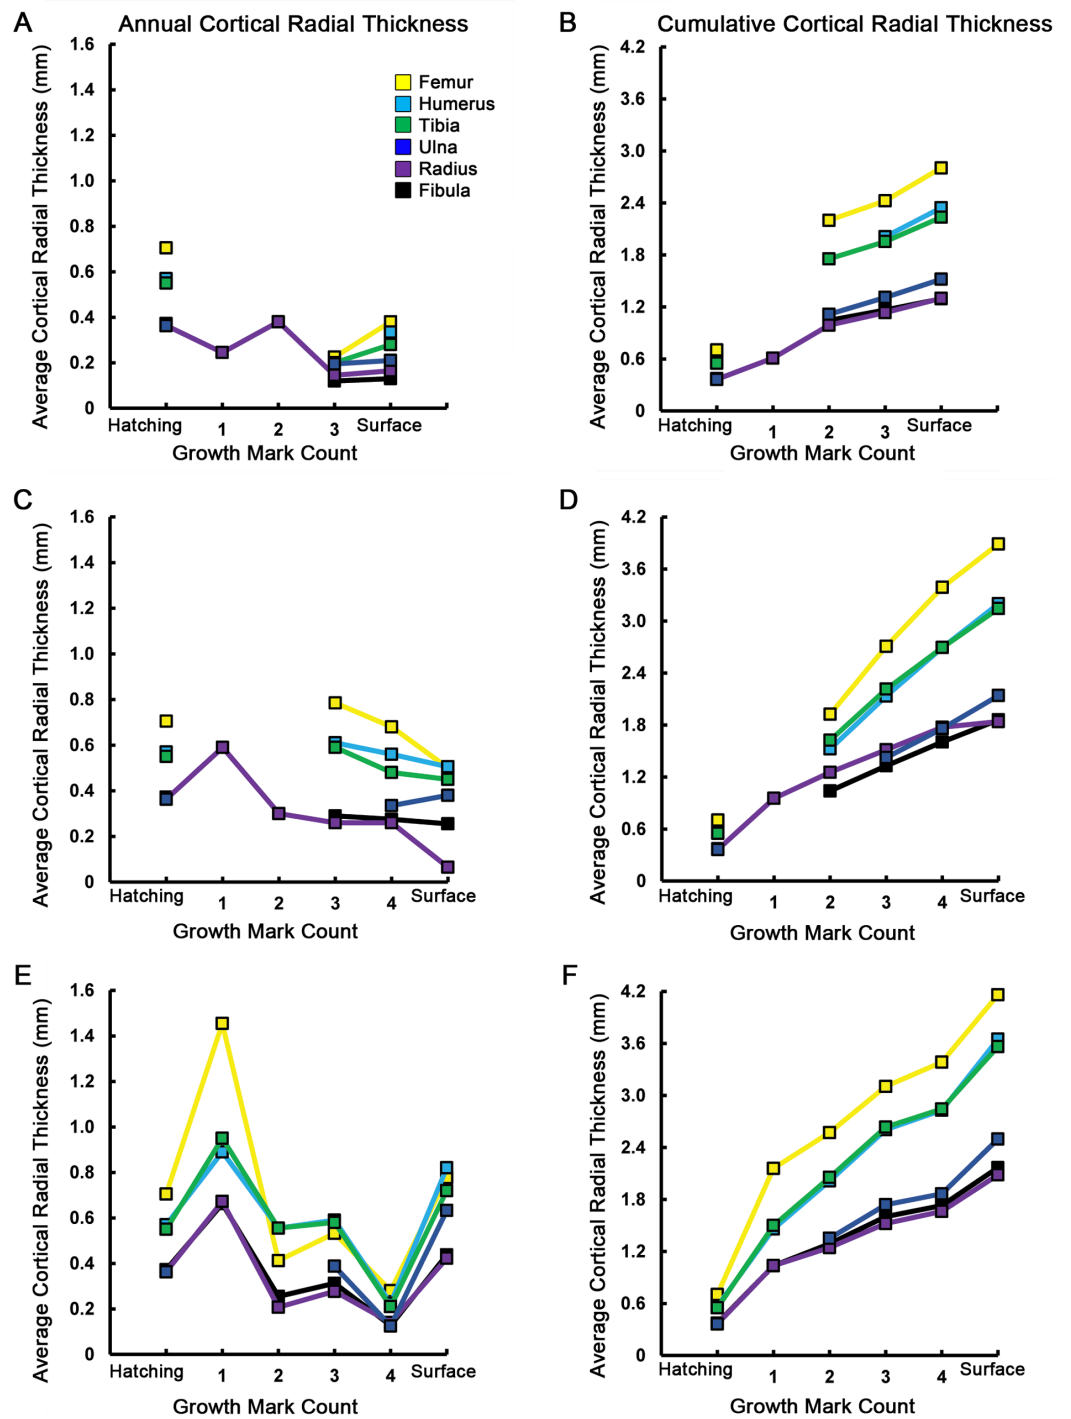 A
Annual Cortical Radial Thickness
Average Cortical Radial Thickness (mm)
1.6
1.4
1.2
1.0
0.8
0.6
0.4
0.2
0
Femur
Humerus
Tibia
Ulna
Radius
Fibula
Hatching 1 2 3 Surface
Growth Mark Count
B
Cumulative Cortical Radial Thickness
Average Cortical Radial Thickness (mm)
4.2
3.6
3.0
2.4
1.8
1.2
0.6
0
Hatching 1 2 3 Surface
Growth Mark Count
C
Average Cortical Radial Thickness (mm)
1.6
1.4
1.2
1.0
0.8
0.6
0.4
0.2
0
Hatching 1 2 3 4 Surface
Growth Mark Count
D
Average Cortical Radial Thickness (mm)
4.2
3.6
3.0
2.4
1.8
1.2
0.6
0
Hatching 1 2 3 4 Surface
Growth Mark Count
E
Average Cortical Radial Thickness (mm)
1.6
1.4
1.2
1.0
0.8
0.6
0.4
0.2
0
Hatching 1 2 3 4 Surface
Growth Mark Count
F
Average Cortical Radial Thickness (mm)
4.2
3.6
3.0
2.4
1.8
1.2
0.6
0
Hatching 1 2 3 4 Surface
Growth Mark Count